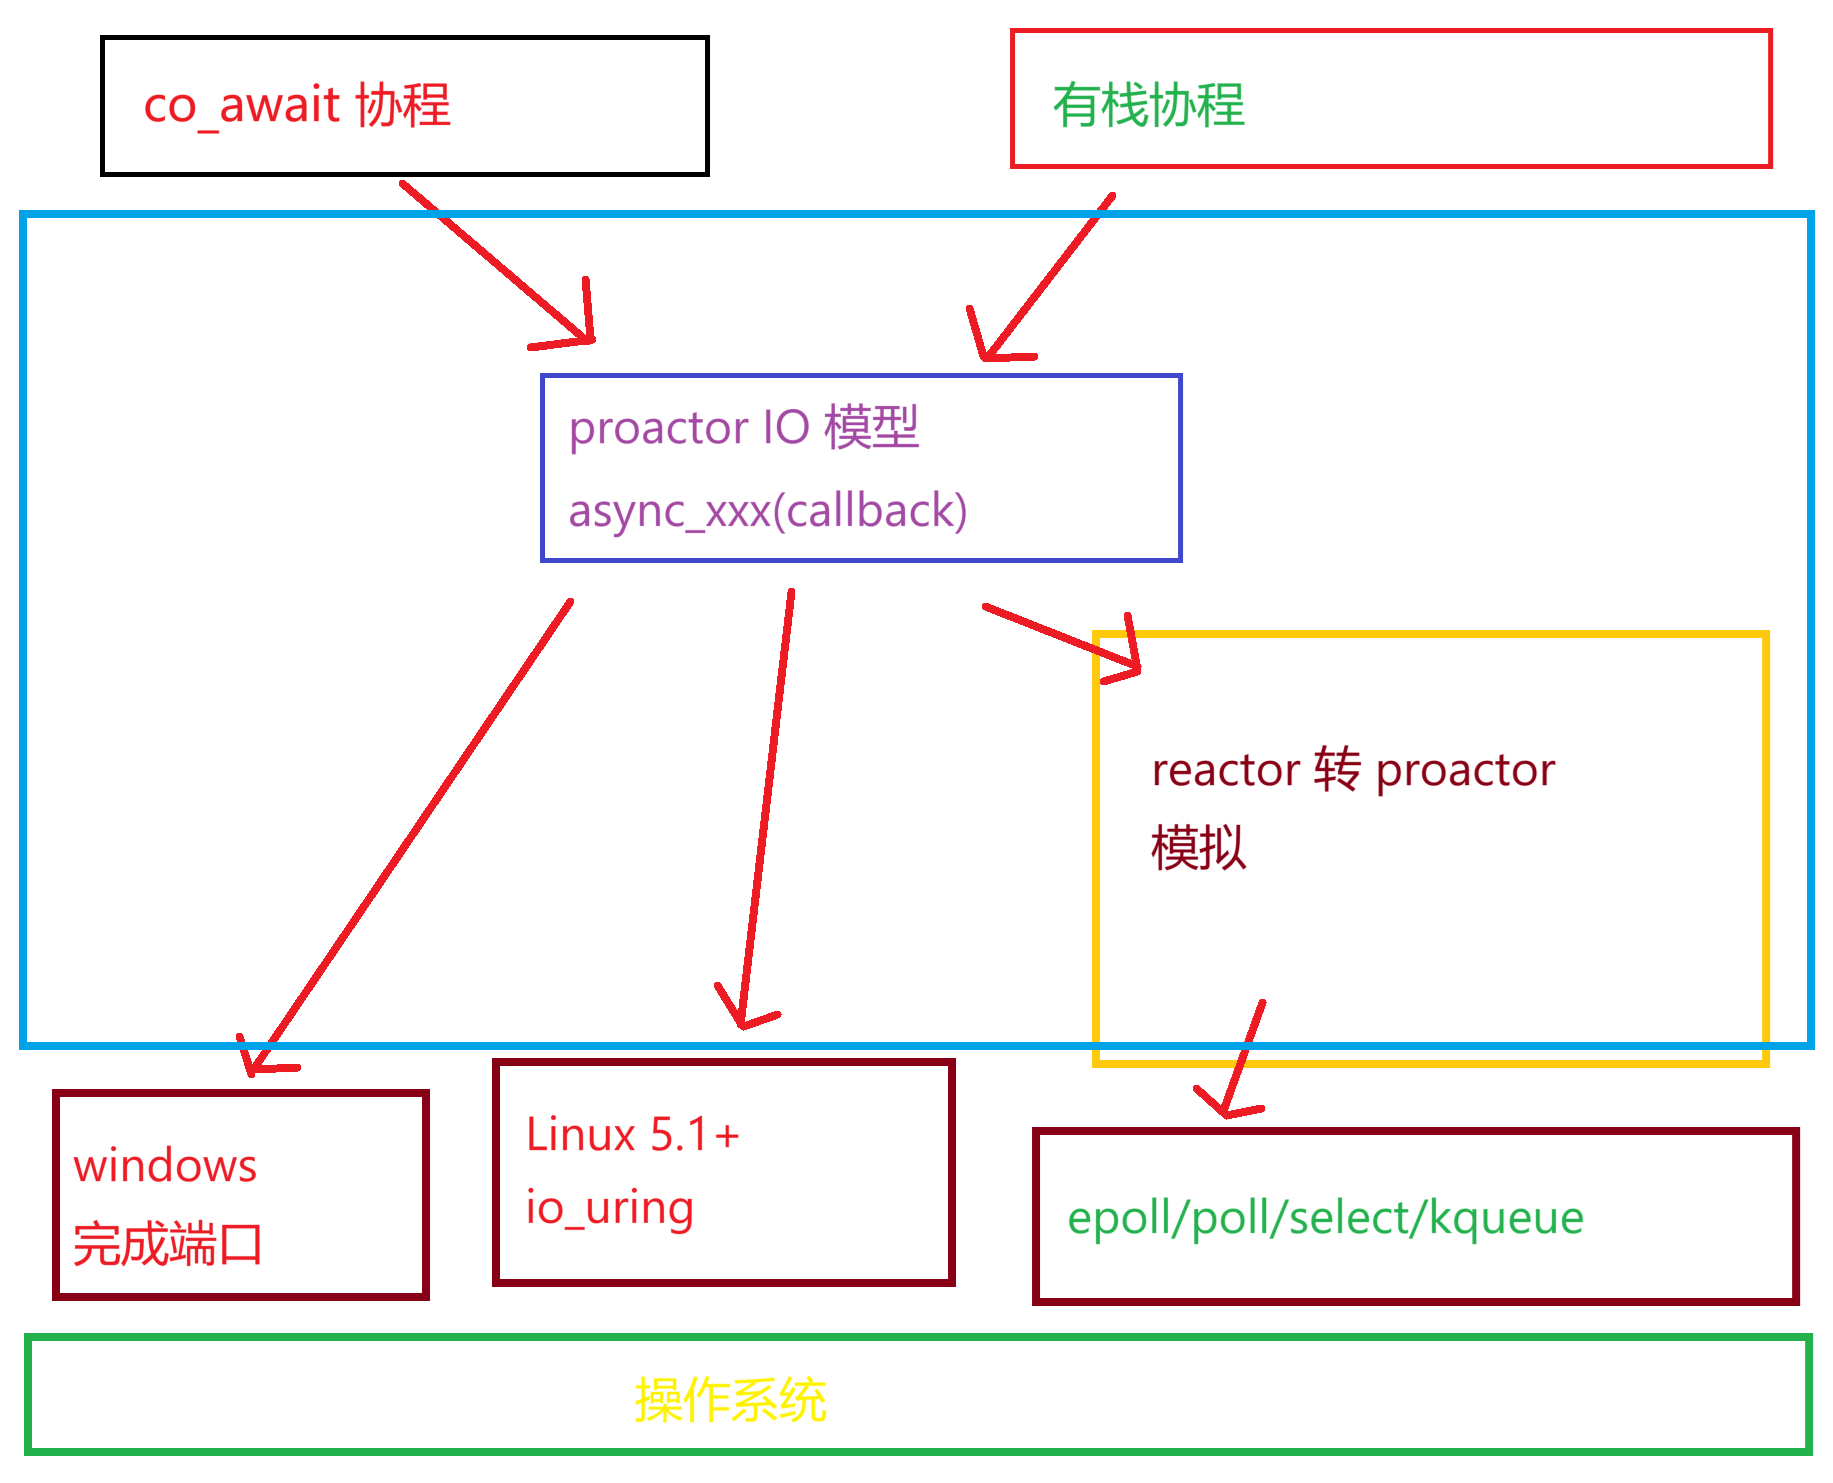 co_await 协程
有栈协程
proactor IO 模型
async_xxx(callback)
reactor 转 proactor
模拟
windows
完成端口
Linux 5.1+
io_uring
epoll/poll/select/kqueue
操作系统